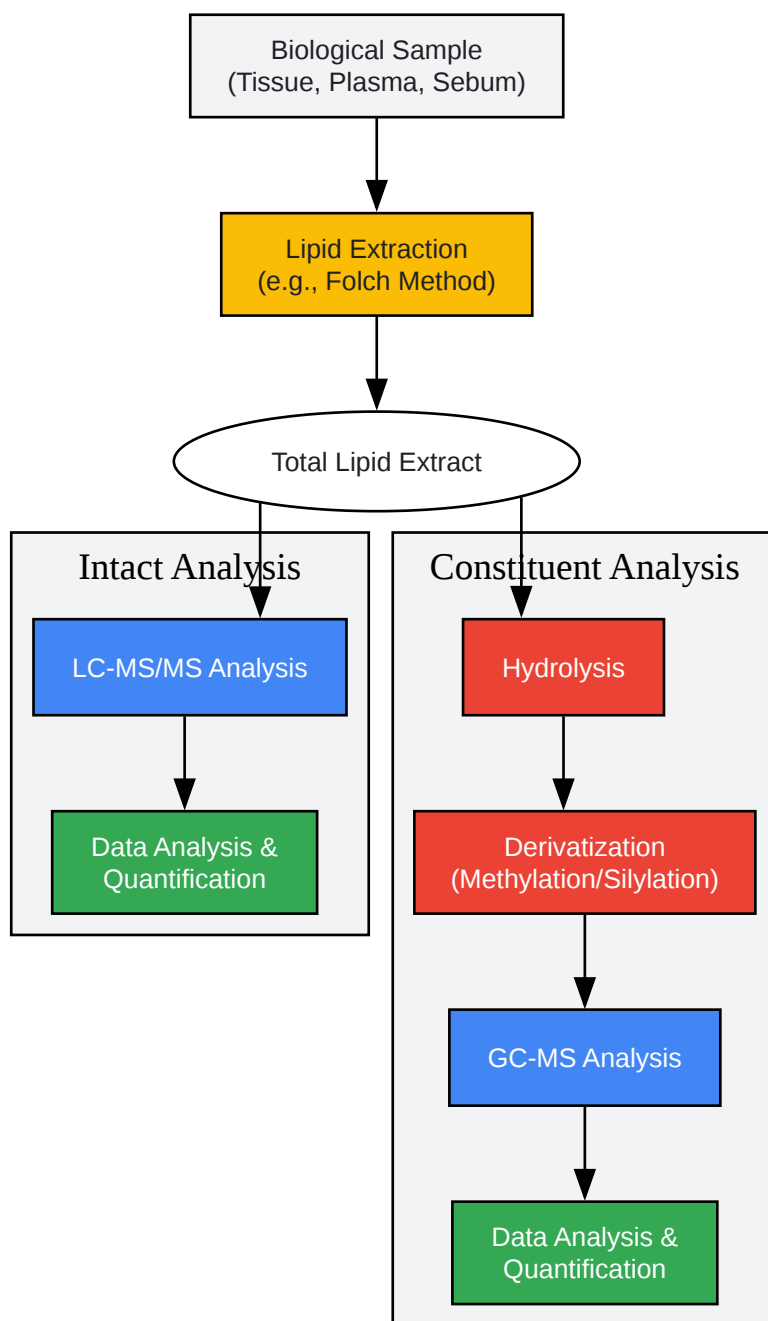 Biological Sample
(Tissue, Plasma, Sebum)
Lipid Extraction
(e.g., Folch Method)
Total Lipid Extract
Intact Analysis
LC-MS/MS Analysis
Data Analysis &
Quantification
Constituent Analysis
Hydrolysis
Derivatization
(Methylation/Silylation)
GC-MS Analysis
Data Analysis &
Quantification